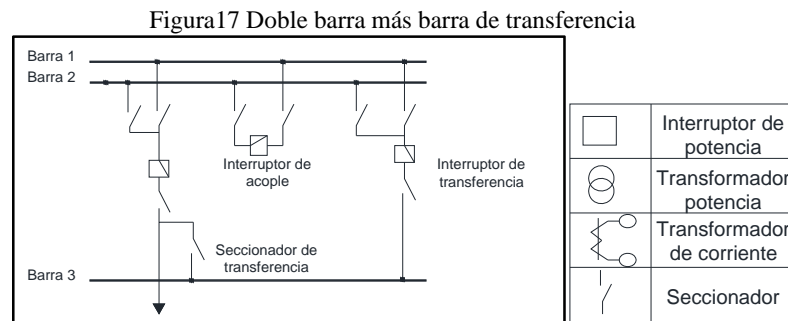 Figura17 Doble barra más barra de transferencia
Barra 1
Barra 2
Interruptor de
acople
Interruptor de
transferencia
Seccionador de
transferencia
Barra 3
Interruptor de
potencia
Transformador
potencia
Transformador
de corriente
Seccionador